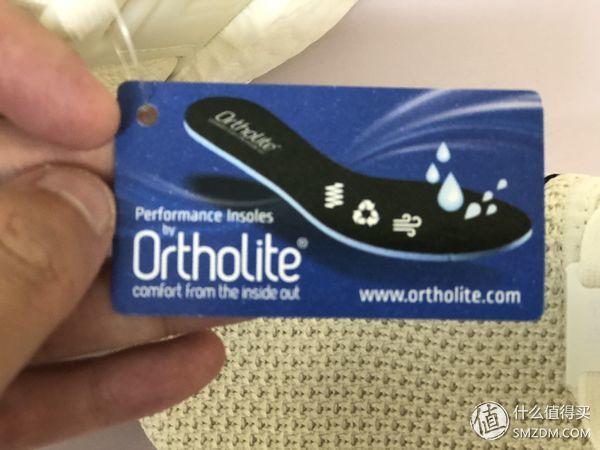 Ortholite®
Performance Insoles
by
Ortholite®
comfort from the inside out
www.ortholite.com
值 什么值得买
SMZDM.COM